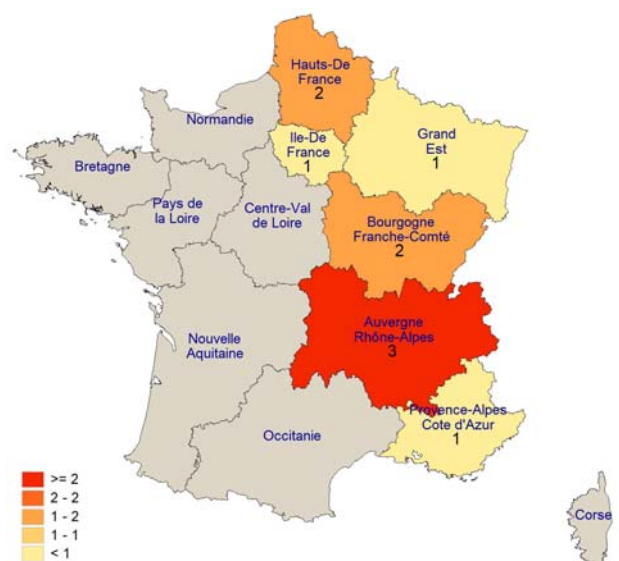 Hauts-De
France
2
Normandie
Ile-De
France
1
Grand
Est
1
Bretagne
Pays de
la Loire
Centre-Val
de Loire
Bourgogne
Franche-Comté
2
Auvergne
Rhône-Alpes
3
Nouvelle
Aquitaine
Provence-Alpes
Cote d'Azur
1
Occitanie
Corse
>= 2
2 - 2
1 - 2
1 - 1
< 1